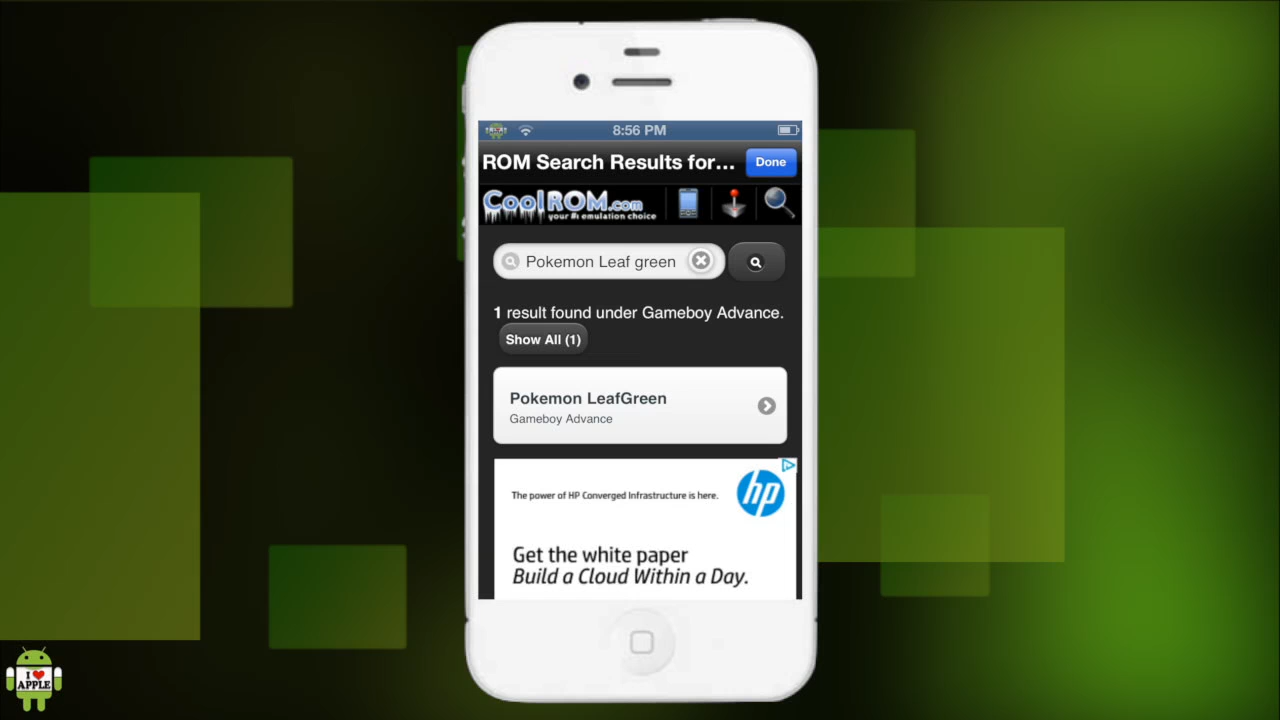 8:56 PM
ROM Search Results for...
Done
CoolROM.com
your #1 emulation choice
Pokemon Leaf green
1 result found under Gameboy Advance.
Show All (1)
Pokemon LeafGreen
Gameboy Advance
hp
The power of HP Converged Infrastructure is here.
Get the white paper
Build a Cloud Within a Day.
I ♥
APPLE